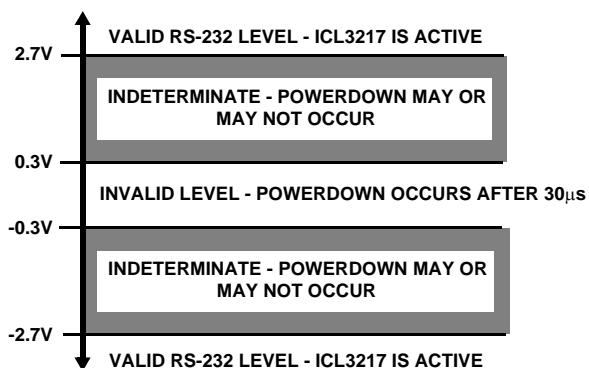 VALID RS-232 LEVEL - ICL3217 IS ACTIVE
2.7V
INDETERMINATE - POWERDOWN MAY OR
MAY NOT OCCUR
0.3V
INVALID LEVEL - POWERDOWN OCCURS AFTER 30μs
-0.3V
INDETERMINATE - POWERDOWN MAY OR
MAY NOT OCCUR
-2.7V
VALID RS-232 LEVEL - ICL3217 IS ACTIVE